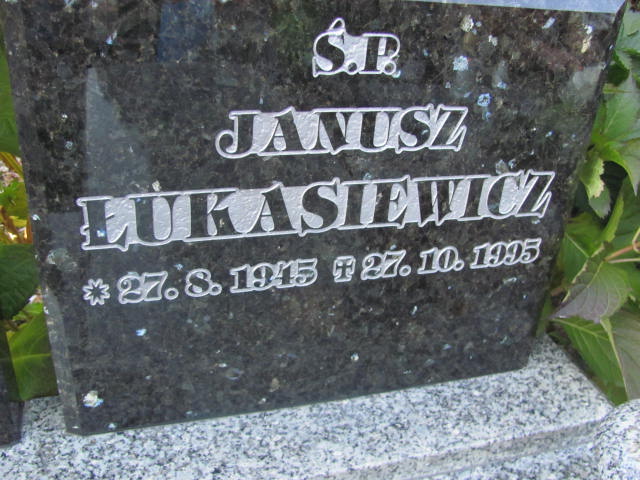 Ś.P.
JANUSZ
ŁUKASIEWICZ
* 27. 8. 1945 ✝ 27. 10. 1995